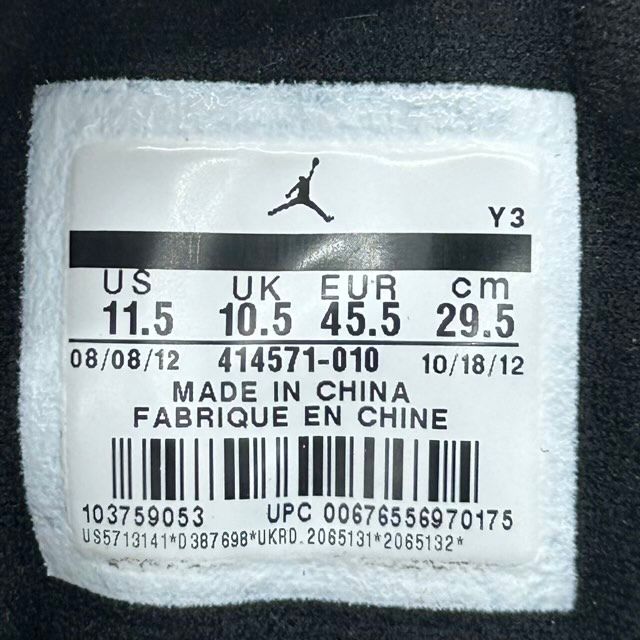 Y3
US UK EUR cm
11.5 10.5 45.5 29.5
08/08/12 414571-010 10/18/12
MADE IN CHINA
FABRIQUE EN CHINE
103759053 UPC 00676556970175
US5713141*D387698*UKRD.2065131*2065132*